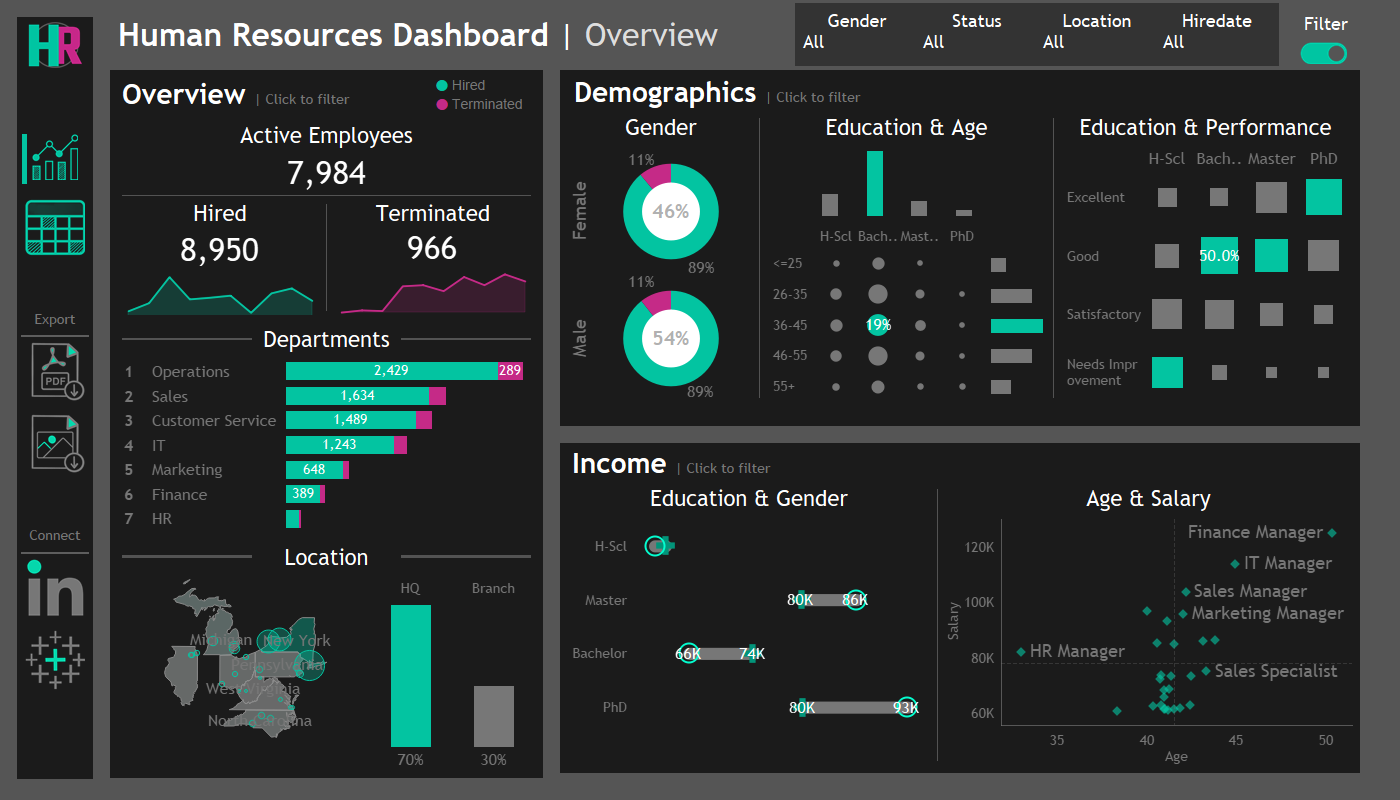 HR
Human Resources Dashboard | Overview
Gender Status Location Hiredate
All All All All
Filter
Export
PDF
Connect
in
Overview | Click to filter
Hired
Terminated
Active Employees
7,984
Hired Terminated
8,950 966
Departments
1 Operations 2,429 289
2 Sales 1,634
3 Customer Service 1,489
4 IT 1,243
5 Marketing 648
6 Finance 389
7 HR
Location
HQ Branch
Michigan New York
Pennsylvania
West Virginia
North Carolina
70% 30%
Demographics | Click to filter
Gender
11%
Female 46%
89%
11%
Male 54%
89%
Education & Age
H-Scl Bach.. Mast.. PhD
<=25
26-35
36-45 19%
46-55
55+
Education & Performance
H-Scl Bach.. Master PhD
Excellent
Good 50.0%
Satisfactory
Needs Impr
ovement
Income | Click to filter
Education & Gender
H-Scl
Master 80K 86K
Bachelor 66K 74K
PhD 80K 93K
Age & Salary
Salary
120K
100K
80K
60K
Finance Manager
IT Manager
Sales Manager
Marketing Manager
HR Manager
Sales Specialist
35 40 45 50
Age